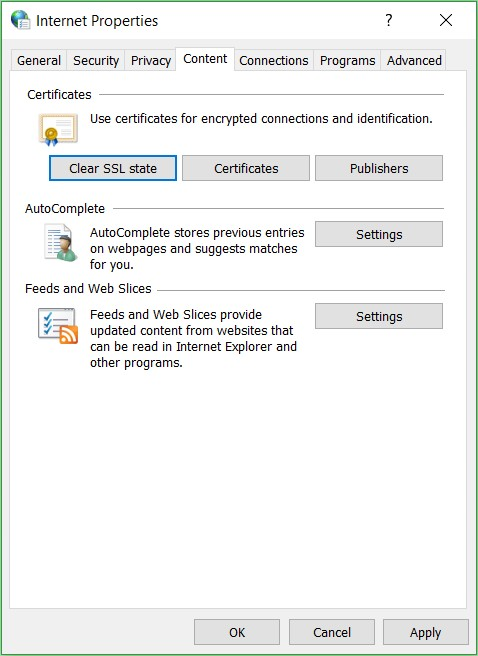 Internet Properties
?
General Security Privacy Content Connections Programs Advanced
Certificates
Use certificates for encrypted connections and identification.
Clear SSL state Certificates Publishers
AutoComplete
AutoComplete stores previous entries
on webpages and suggests matches
for you.
Settings
Feeds and Web Slices
Feeds and Web Slices provide
updated content from websites that
can be read in Internet Explorer and
other programs.
Settings
OK Cancel Apply